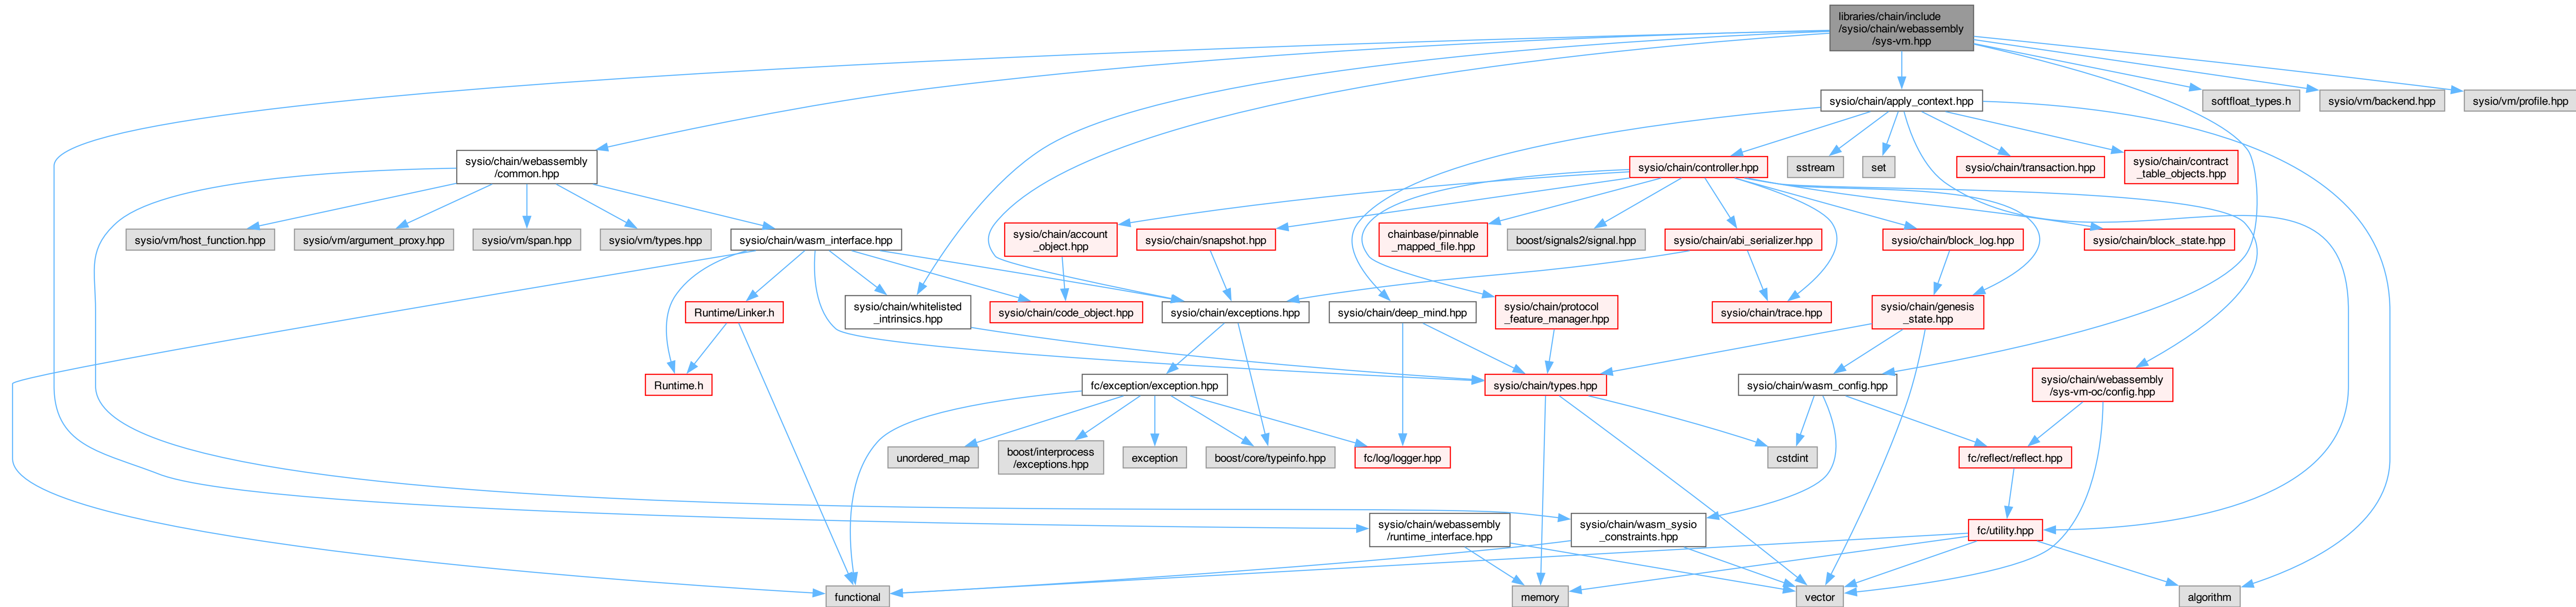 libraries/chain/include
/sysio/chain/webassembly
/sys-vm.hpp
sysio/chain/apply_context.hpp
softfloat_types.h
sysio/vm/backend.hpp
sysio/vm/profile.hpp
sysio/chain/webassembly
/common.hpp
sysio/chain/controller.hpp
sstream
set
sysio/chain/transaction.hpp
sysio/chain/contract
_table_objects.hpp
sysio/vm/host_function.hpp
sysio/vm/argument_proxy.hpp
sysio/vm/span.hpp
sysio/vm/types.hpp
sysio/chain/wasm_interface.hpp
sysio/chain/account
_object.hpp
sysio/chain/snapshot.hpp
chainbase/pinnable
_mapped_file.hpp
boost/signals2/signal.hpp
sysio/chain/abi_serializer.hpp
sysio/chain/block_log.hpp
sysio/chain/block_state.hpp
Runtime/Linker.h
sysio/chain/whitelisted
_intrinsics.hpp
sysio/chain/code_object.hpp
sysio/chain/exceptions.hpp
sysio/chain/deep_mind.hpp
sysio/chain/protocol
_feature_manager.hpp
sysio/chain/trace.hpp
sysio/chain/genesis
_state.hpp
Runtime.h
fc/exception/exception.hpp
sysio/chain/types.hpp
sysio/chain/wasm_config.hpp
sysio/chain/webassembly
/sys-vm-oc/config.hpp
unordered_map
boost/interprocess
/exceptions.hpp
exception
boost/core/typeinfo.hpp
fc/log/logger.hpp
cstdint
fc/reflect/reflect.hpp
sysio/chain/webassembly
/runtime_interface.hpp
sysio/chain/wasm_sysio
_constraints.hpp
fc/utility.hpp
functional
memory
vector
algorithm